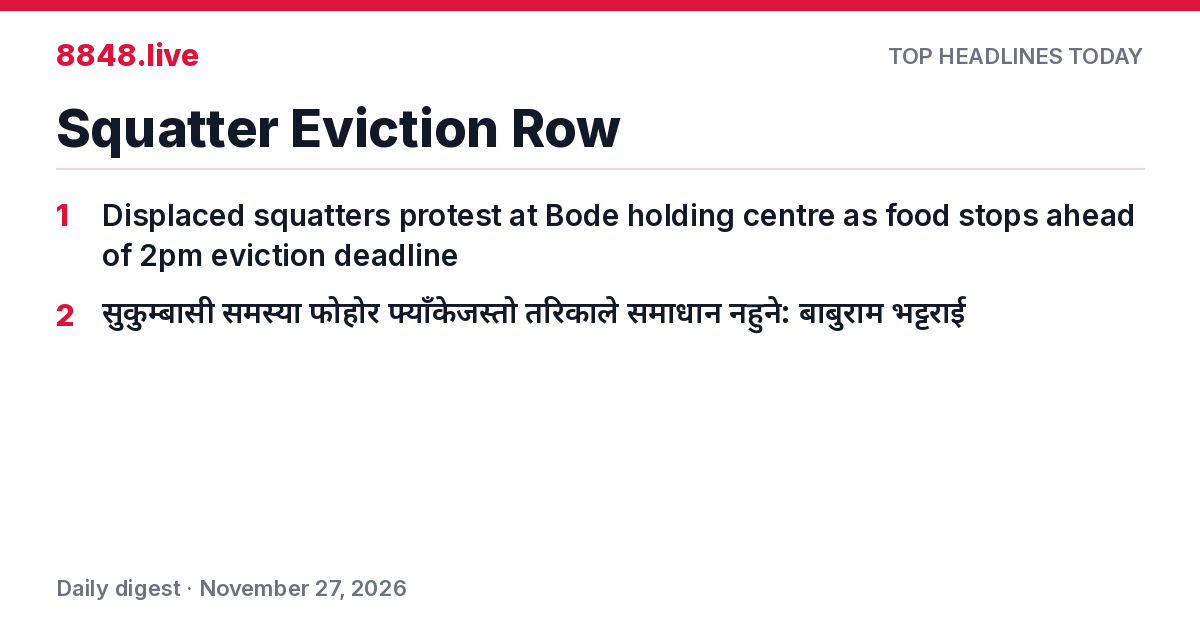 8848.live
TOP HEADLINES TODAY
Squatter Eviction Row
1 Displaced squatters protest at Bode holding centre as food stops ahead
of 2pm eviction deadline
2 सुकुम्बासी समस्या फोहोर फ्याँकेजस्तो तरिकाले समाधान नहुने: बाबुराम भट्टराई
Daily digest · November 27, 2026